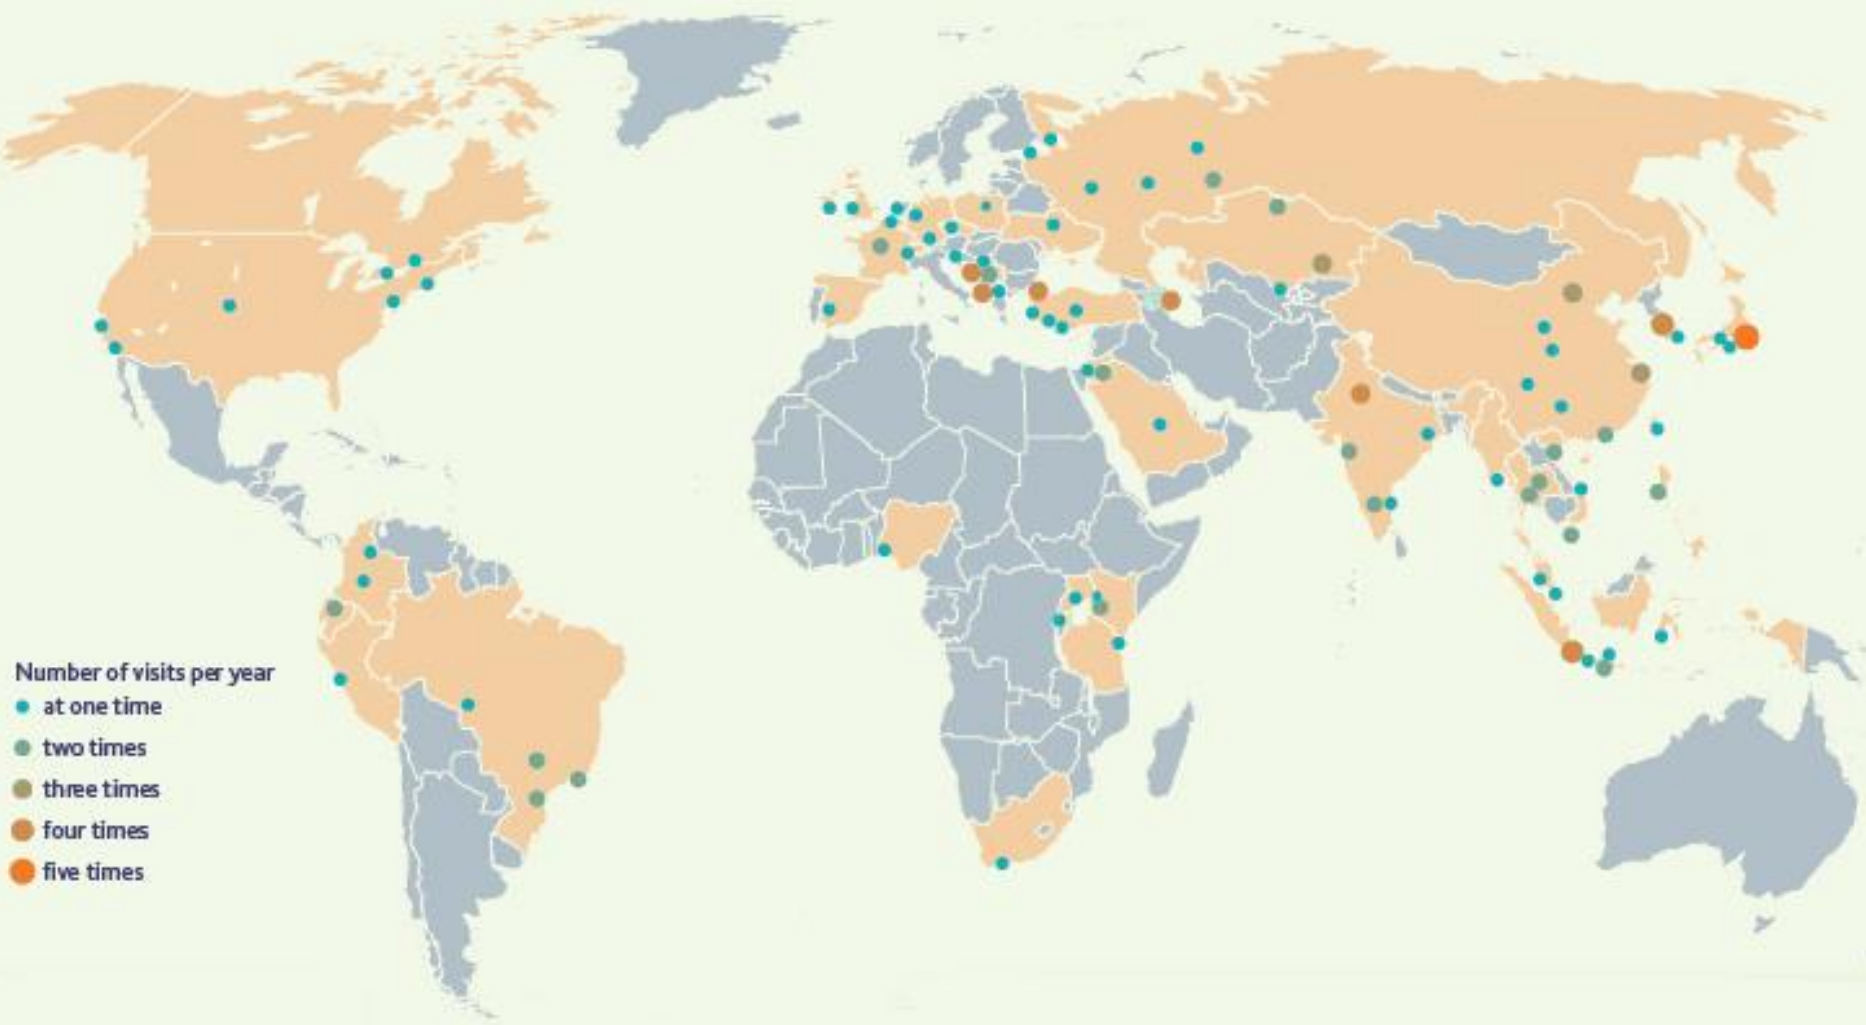 Number of visits per year
at one time
two times
three times
four times
five times